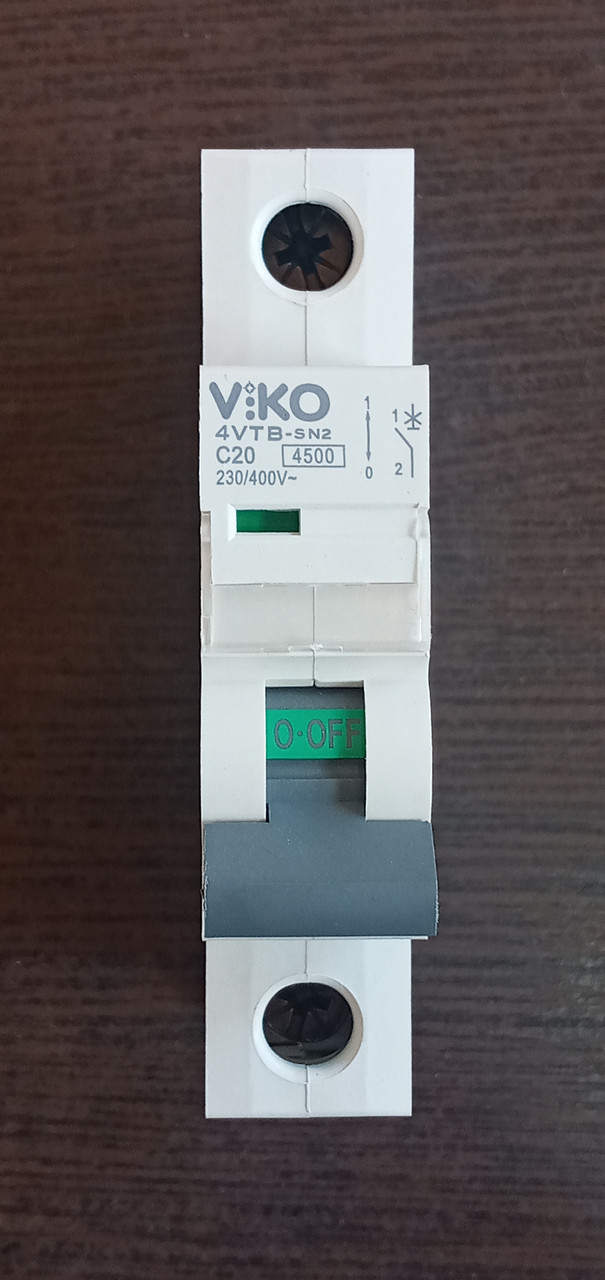 ViKO
4VTB-SN2
C20 4500
230/400V~
1
0
1
2
O·OFF